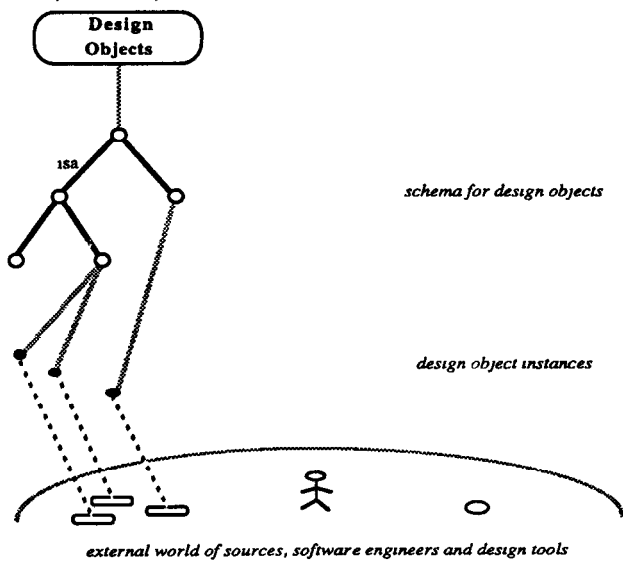 Design
Objects
isa
schema for design objects
design object instances
external world of sources, software engineers and design tools